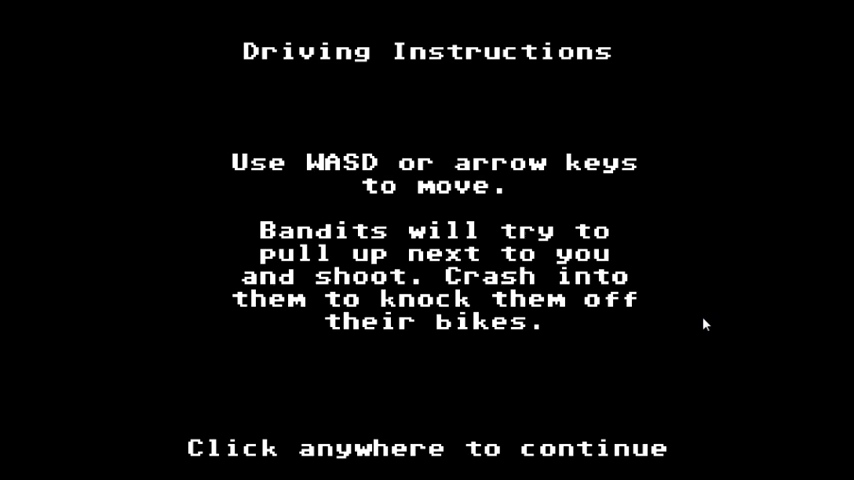 Driving Instructions
Use WASD or arrow keys
to move.
Bandits will try to
pull up next to you
and shoot. Crash into
them to knock them off
their bikes.
Click anywhere to continue